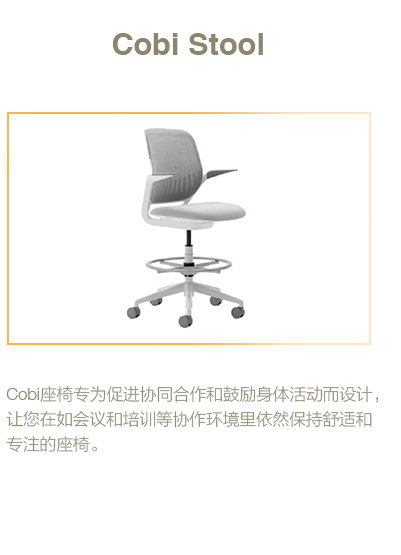 Cobi Stool
Cobi座椅专为促进协同合作和鼓励身体活动而设计，
让您在如会议和培训等协作环境里依然保持舒适和
专注的座椅。